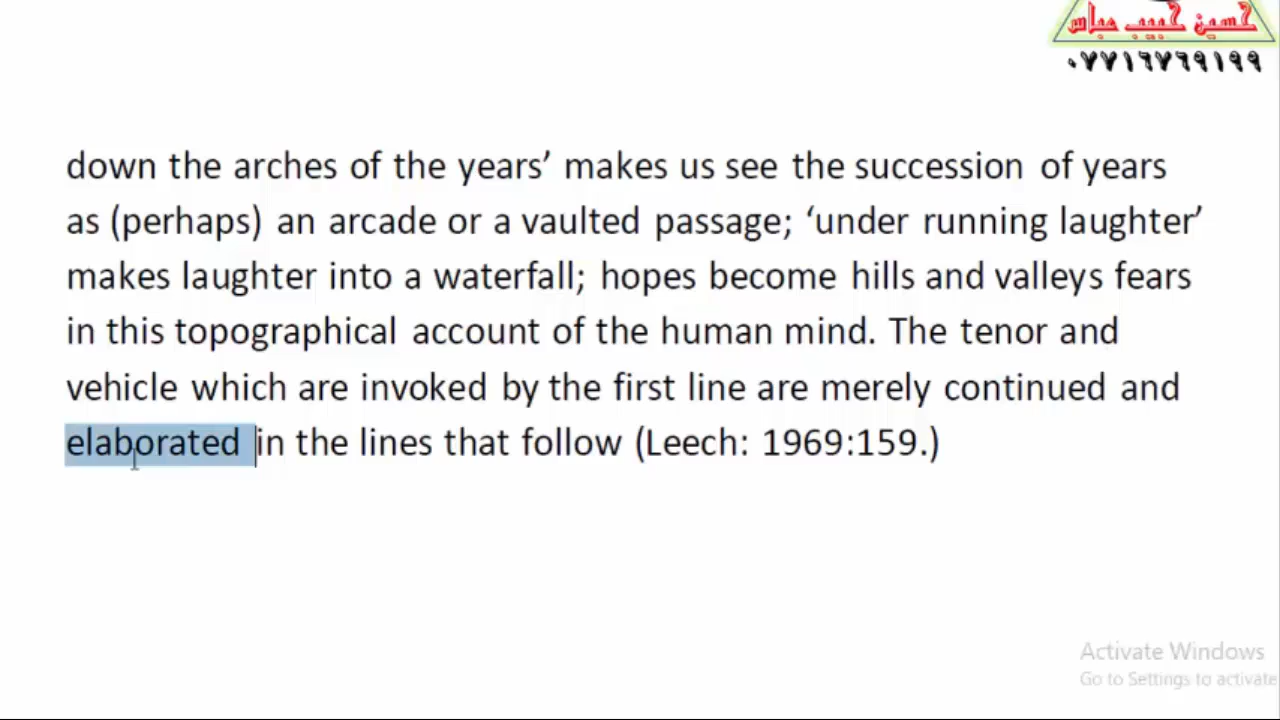 حسين حبيب عباس
٠٧٧١٦٧٦٩١٩٩
down the arches of the years’ makes us see the succession of years
as (perhaps) an arcade or a vaulted passage; ‘under running laughter’
makes laughter into a waterfall; hopes become hills and valleys fears
in this topographical account of the human mind. The tenor and
vehicle which are invoked by the first line are merely continued and
elaborated in the lines that follow (Leech: 1969:159.)
Activate Windows
Go to Settings to activate